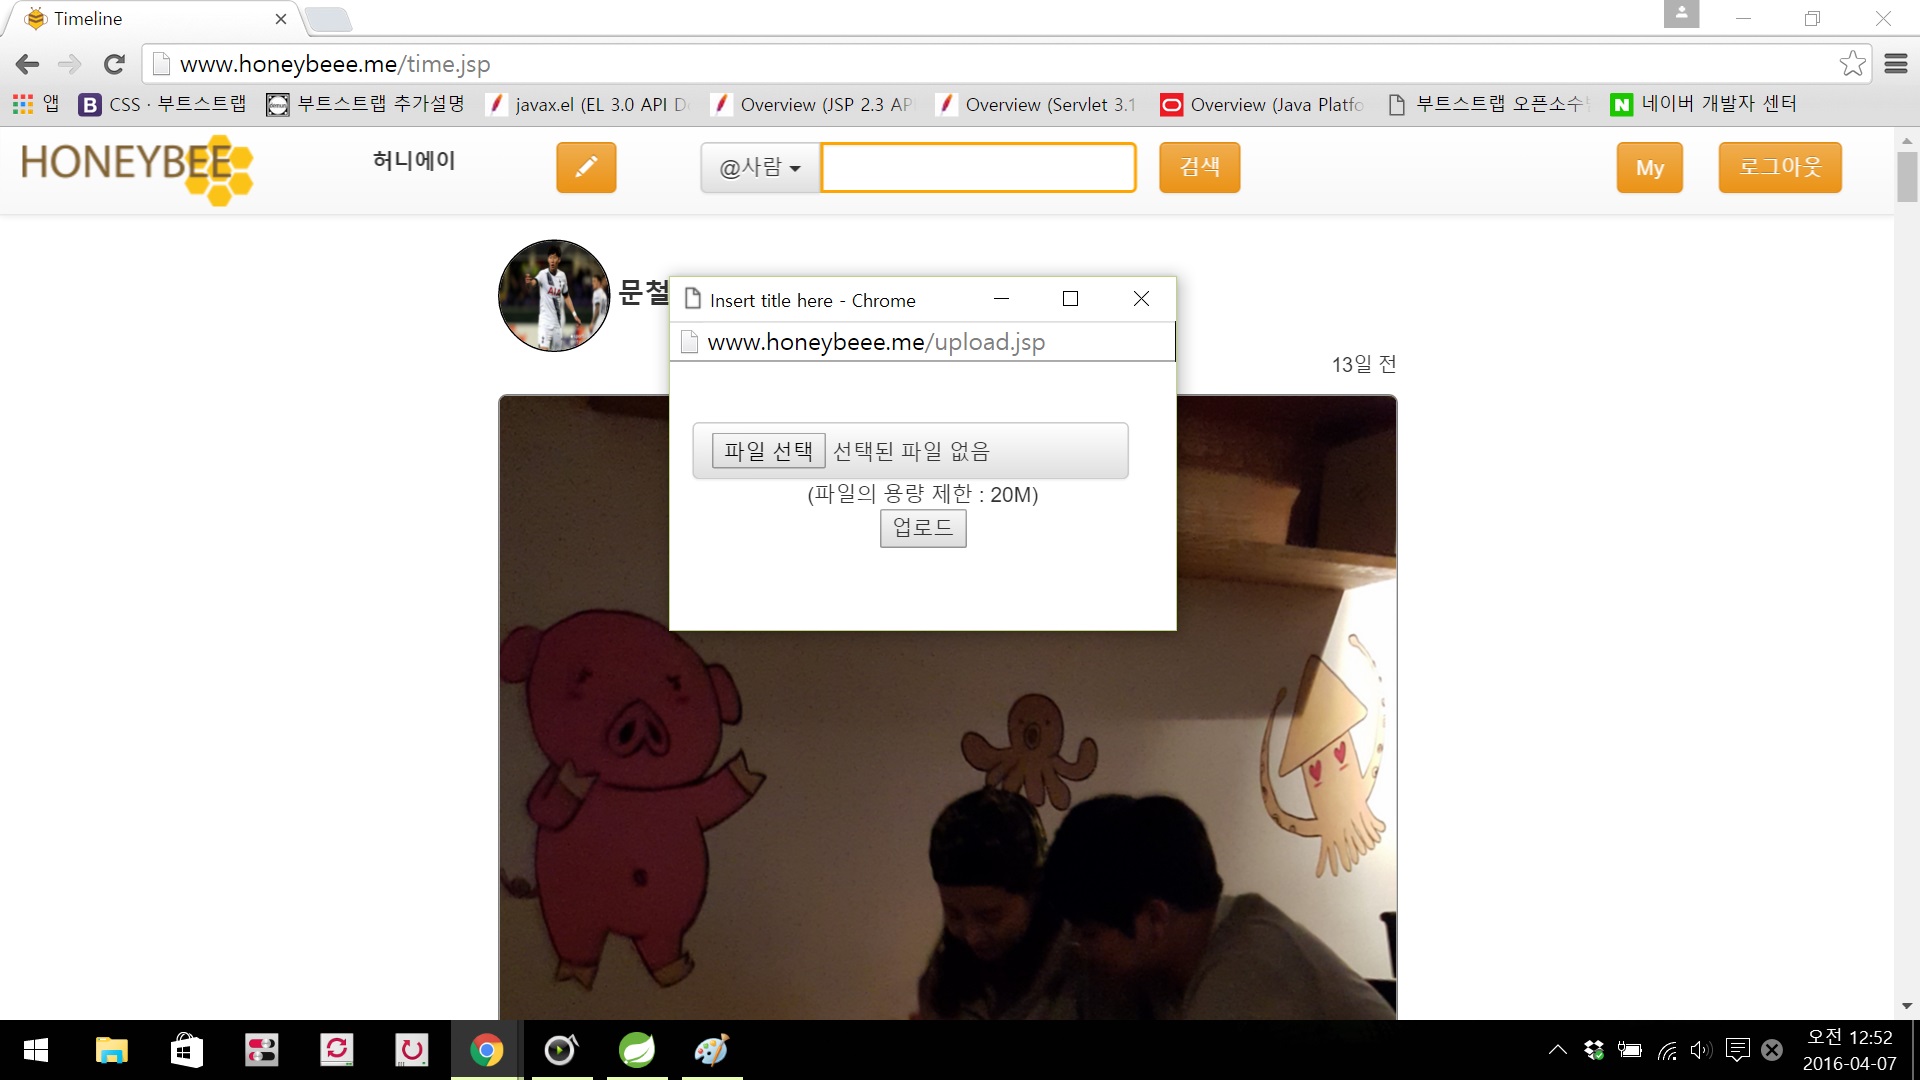 Timeline
www.honeybeee.me/time.jsp
앱 B CSS · 부트스트랩 부트스트랩 추가설명 javax.el (EL 3.0 API D Overview (JSP 2.3 AP Overview (Servlet 3.1 Overview (Java Platfo 부트스트랩 오픈소스 N 네이버 개발자 센터
HONEYBEE 허니에이 @사람 검색 My 로그아웃
문철
Insert title here - Chrome
www.honeybeee.me/upload.jsp
13일 전
파일 선택 선택된 파일 없음
(파일의 용량 제한 : 20M)
업로드
오전 12:52
2016-04-07